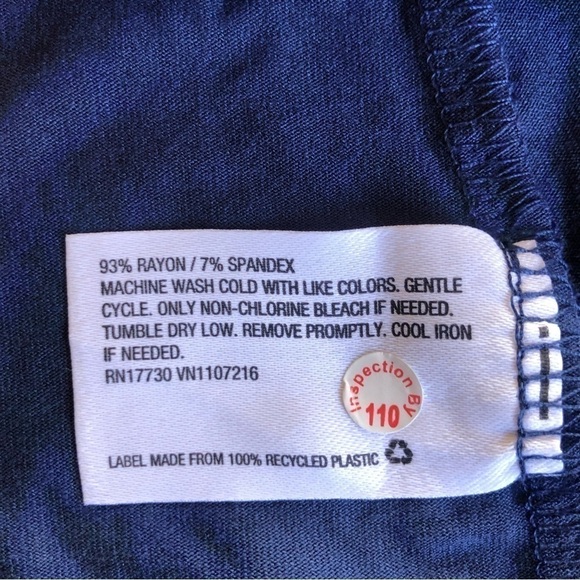 93% RAYON / 7% SPANDEX
MACHINE WASH COLD WITH LIKE COLORS. GENTLE
CYCLE. ONLY NON-CHLORINE BLEACH IF NEEDED.
TUMBLE DRY LOW. REMOVE PROMPTLY. COOL IRON
IF NEEDED.
RN17730 VN1107216
Inspection By
110
LABEL MADE FROM 100% RECYCLED PLASTIC